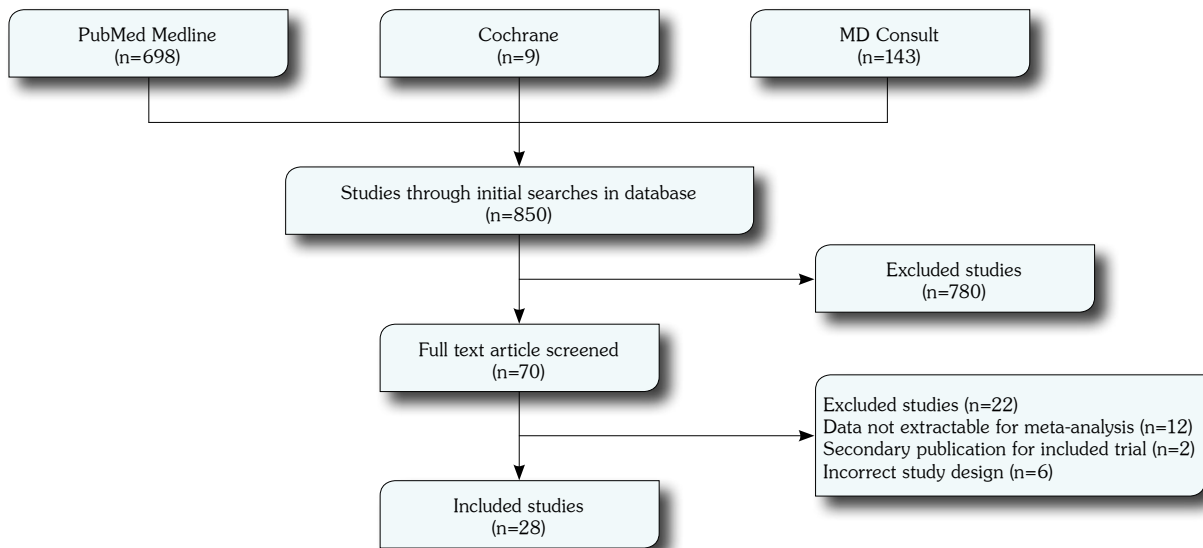 PubMed Medline
(n=698)
Cochrane
(n=9)
MD Consult
(n=143)
Studies through initial searches in database
(n=850)
Excluded studies
(n=780)
Full text article screened
(n=70)
Excluded studies (n=22)
Data not extractable for meta-analysis (n=12)
Secondary publication for included trial (n=2)
Incorrect study design (n=6)
Included studies
(n=28)